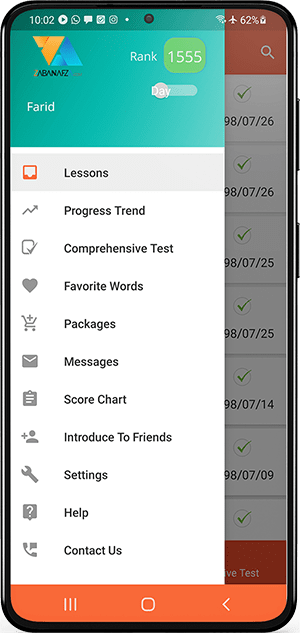 10:02
62%
ZABANAFZ
Rank 1555
Day
Farid
Lessons
Progress Trend
Comprehensive Test
Favorite Words
Packages
Messages
Score Chart
Introduce To Friends
Settings
Help
Contact Us
98/07/26
98/07/26
98/07/25
98/07/25
98/07/14
98/07/09
ive Test